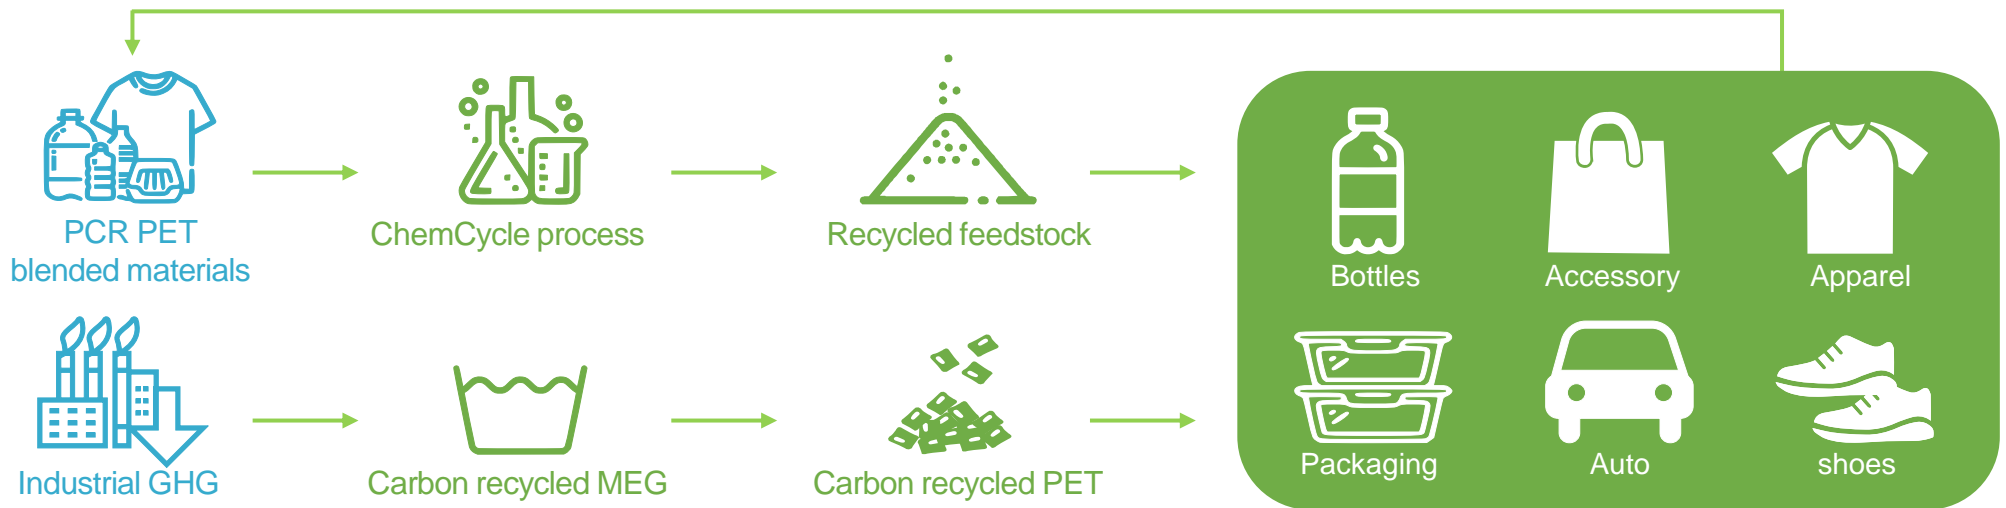 PCR PET
blended materials
ChemCycle process
Recycled feedstock
Bottles
Accessory
Apparel
Industrial GHG
Carbon recycled MEG
Carbon recycled PET
Packaging
Auto
shoes